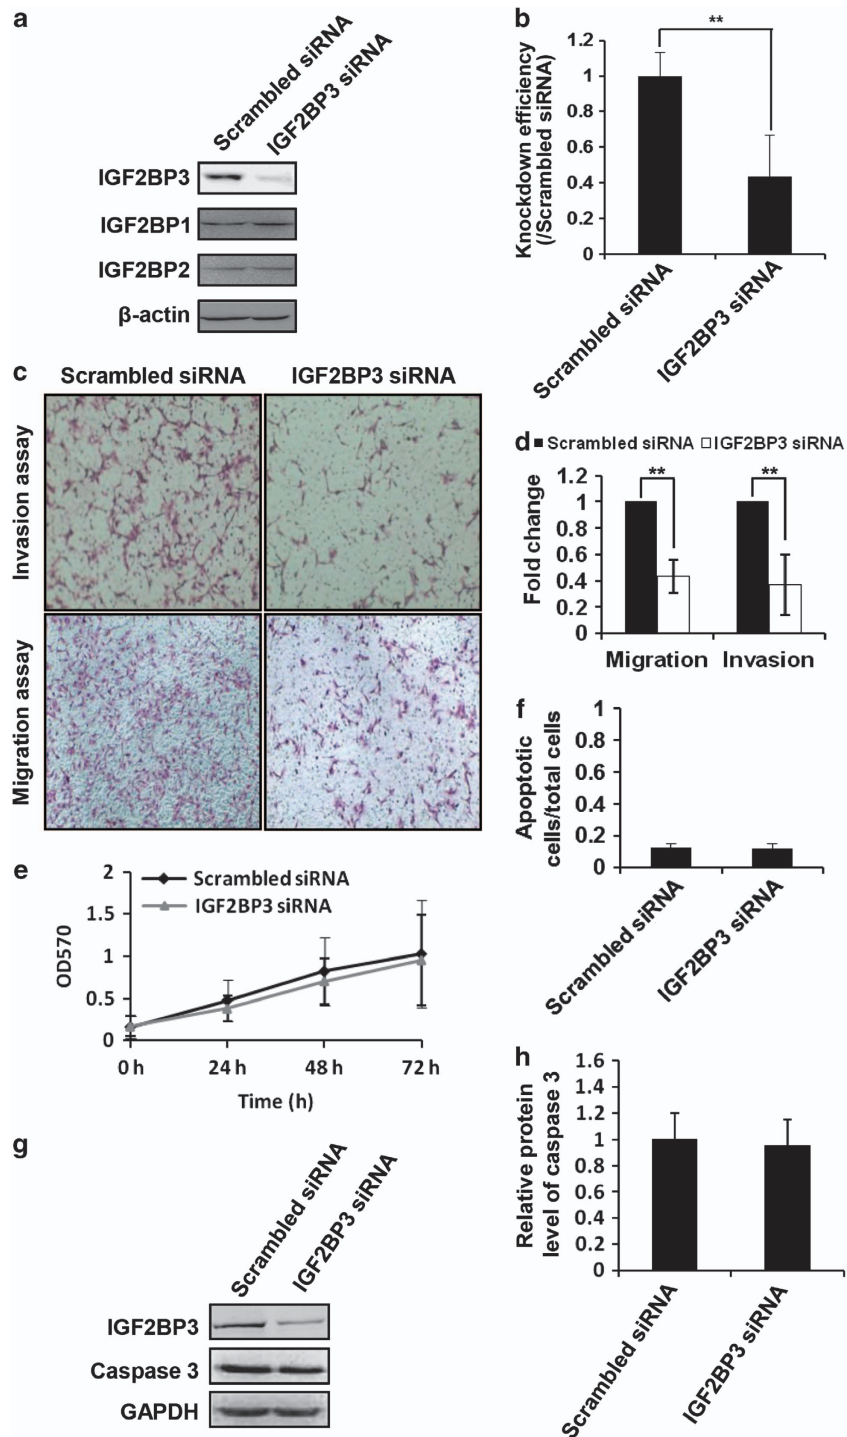 a
Scrambled siRNA
IGF2BP3 siRNA
IGF2BP3
IGF2BP1
IGF2BP2
β-actin
b
Knockdown efficiency
(/Scrambled siRNA)
1.2
1
0.8
0.6
0.4
0.2
0
**
Scrambled siRNA
IGF2BP3 siRNA
c
Scrambled siRNA
IGF2BP3 siRNA
Invasion assay
Migration assay
d
Scrambled siRNA
IGF2BP3 siRNA
Fold change
1.2
1
0.8
0.6
0.4
0.2
0
**
**
Migration
Invasion
e
OD570
2
1.5
1
0.5
0
Scrambled siRNA
IGF2BP3 siRNA
0 h
24 h
48 h
72 h
Time (h)
f
Apoptotic
cells/total cells
1
0.8
0.6
0.4
0.2
0
Scrambled siRNA
IGF2BP3 siRNA
g
Scrambled siRNA
IGF2BP3 siRNA
IGF2BP3
Caspase 3
GAPDH
h
Relative protein
level of caspase 3
1.6
1.4
1.2
1
0.8
0.6
0.4
0.2
0
Scrambled siRNA
IGF2BP3 siRNA